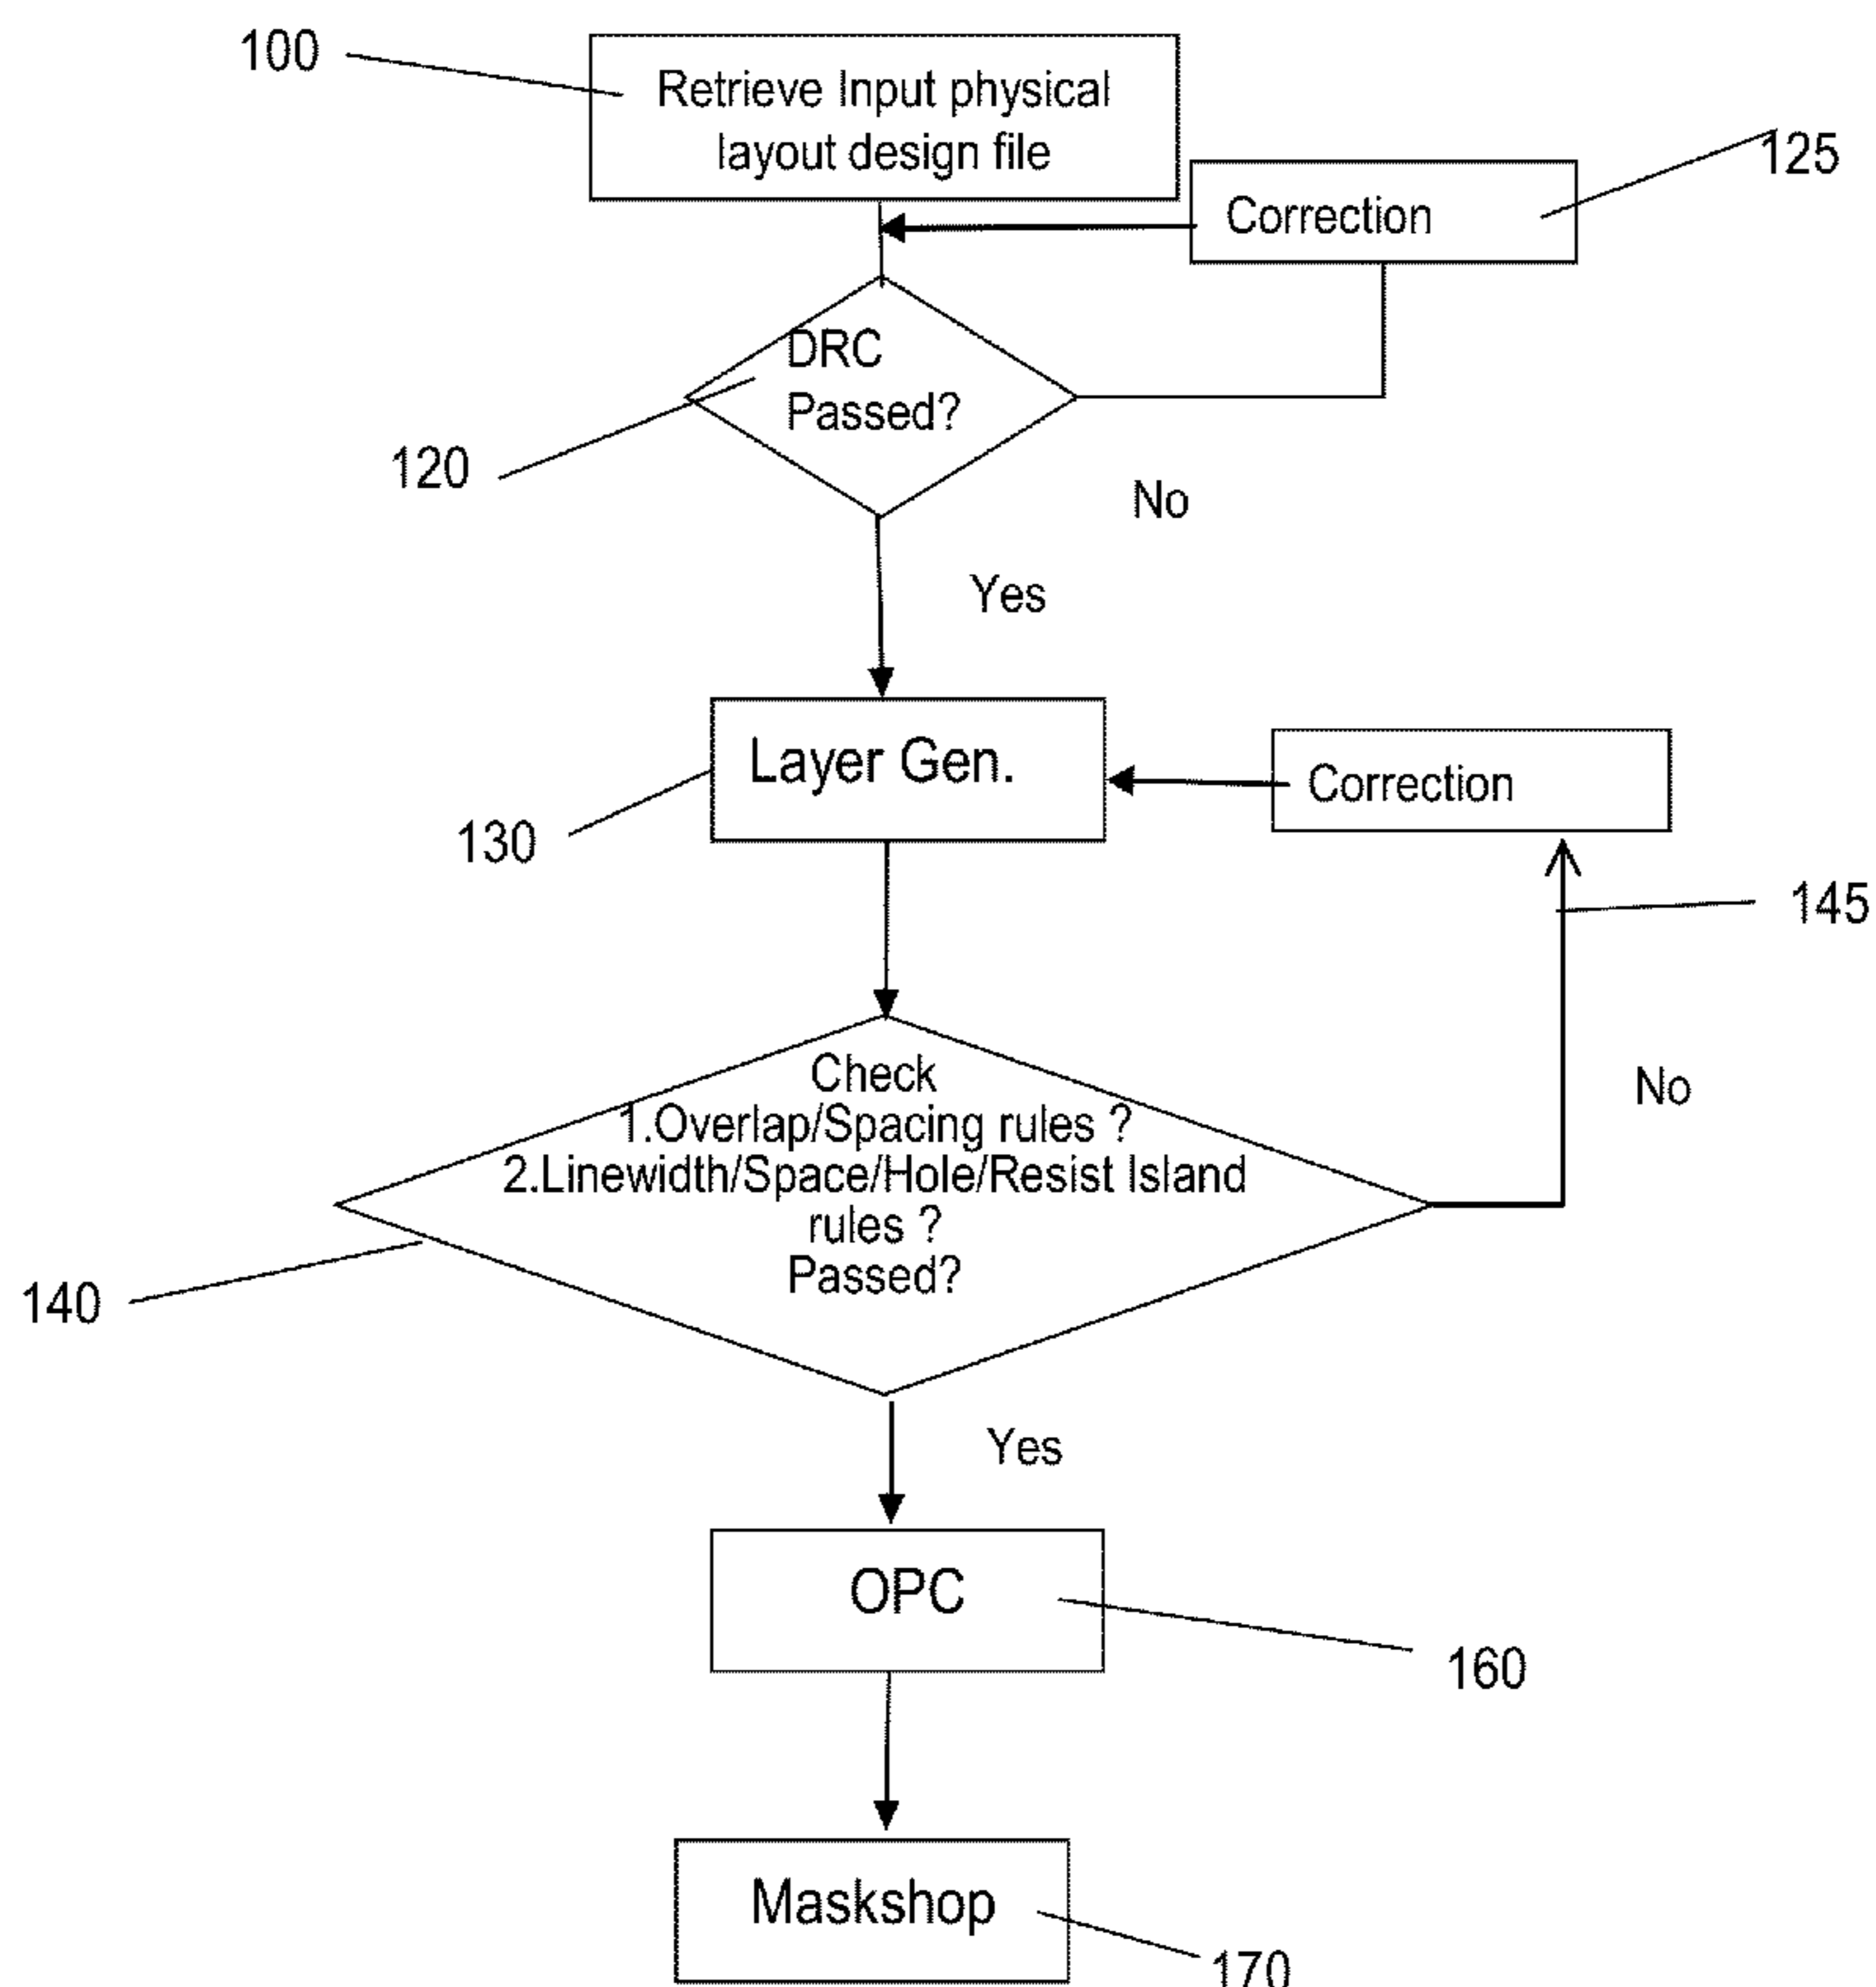 100
Retrieve Input physical
layout design file
125
Correction
DRC
Passed?
120
No
Yes
Layer Gen.
Correction
130
145
No
Check
1.Overlap/Spacing rules ?
2.Linewidth/Space/Hole/Resist Island
rules ?
Passed?
140
Yes
OPC
160
Maskshop
170